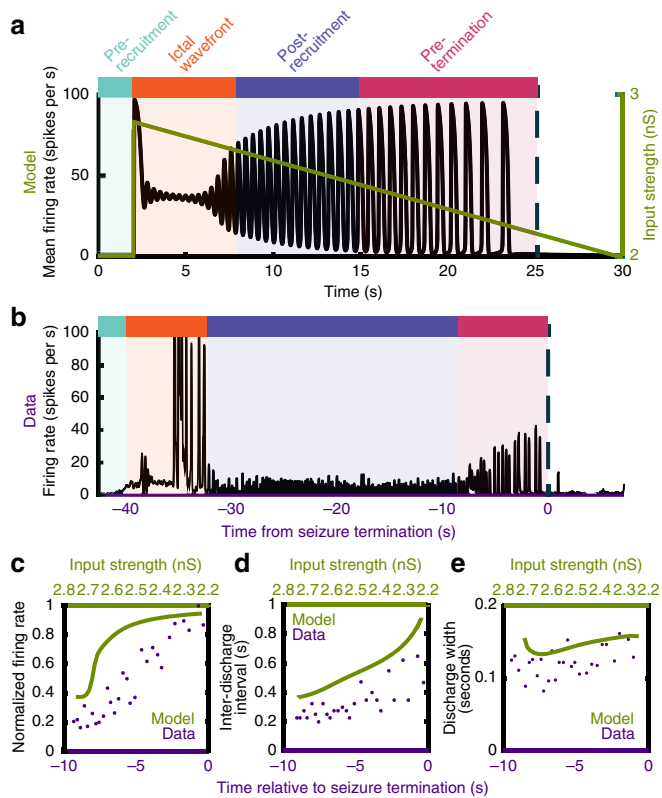 a
Pre-
recruitment
Ictal
wavefront
Post-
recruitment
Pre-
termination
Model
Mean firing rate (spikes per s)
100
50
0
3
2
Input strength (nS)
0 5 10 15 20 25 30
Time (s)
b
Data
Firing rate (spikes per s)
100
80
60
40
20
0
−40 −30 −20 −10 0
Time from seizure termination (s)
c
Input strength (nS)
2.8 2.7 2.6 2.5 2.4 2.3 2.2
Normalized firing rate
1
0.8
0.6
0.4
0.2
0
Model
Data
−10 −5 0
d
Input strength (nS)
2.8 2.7 2.6 2.5 2.4 2.3 2.2
Inter-discharge
interval (s)
1
0.8
0.6
0.4
0.2
0
Model
Data
−10 −5 0
e
Input strength (nS)
2.8 2.7 2.6 2.5 2.4 2.3 2.2
Discharge width
(seconds)
0.2
0.1
0
Model
Data
−10 −5 0
Time relative to seizure termination (s)